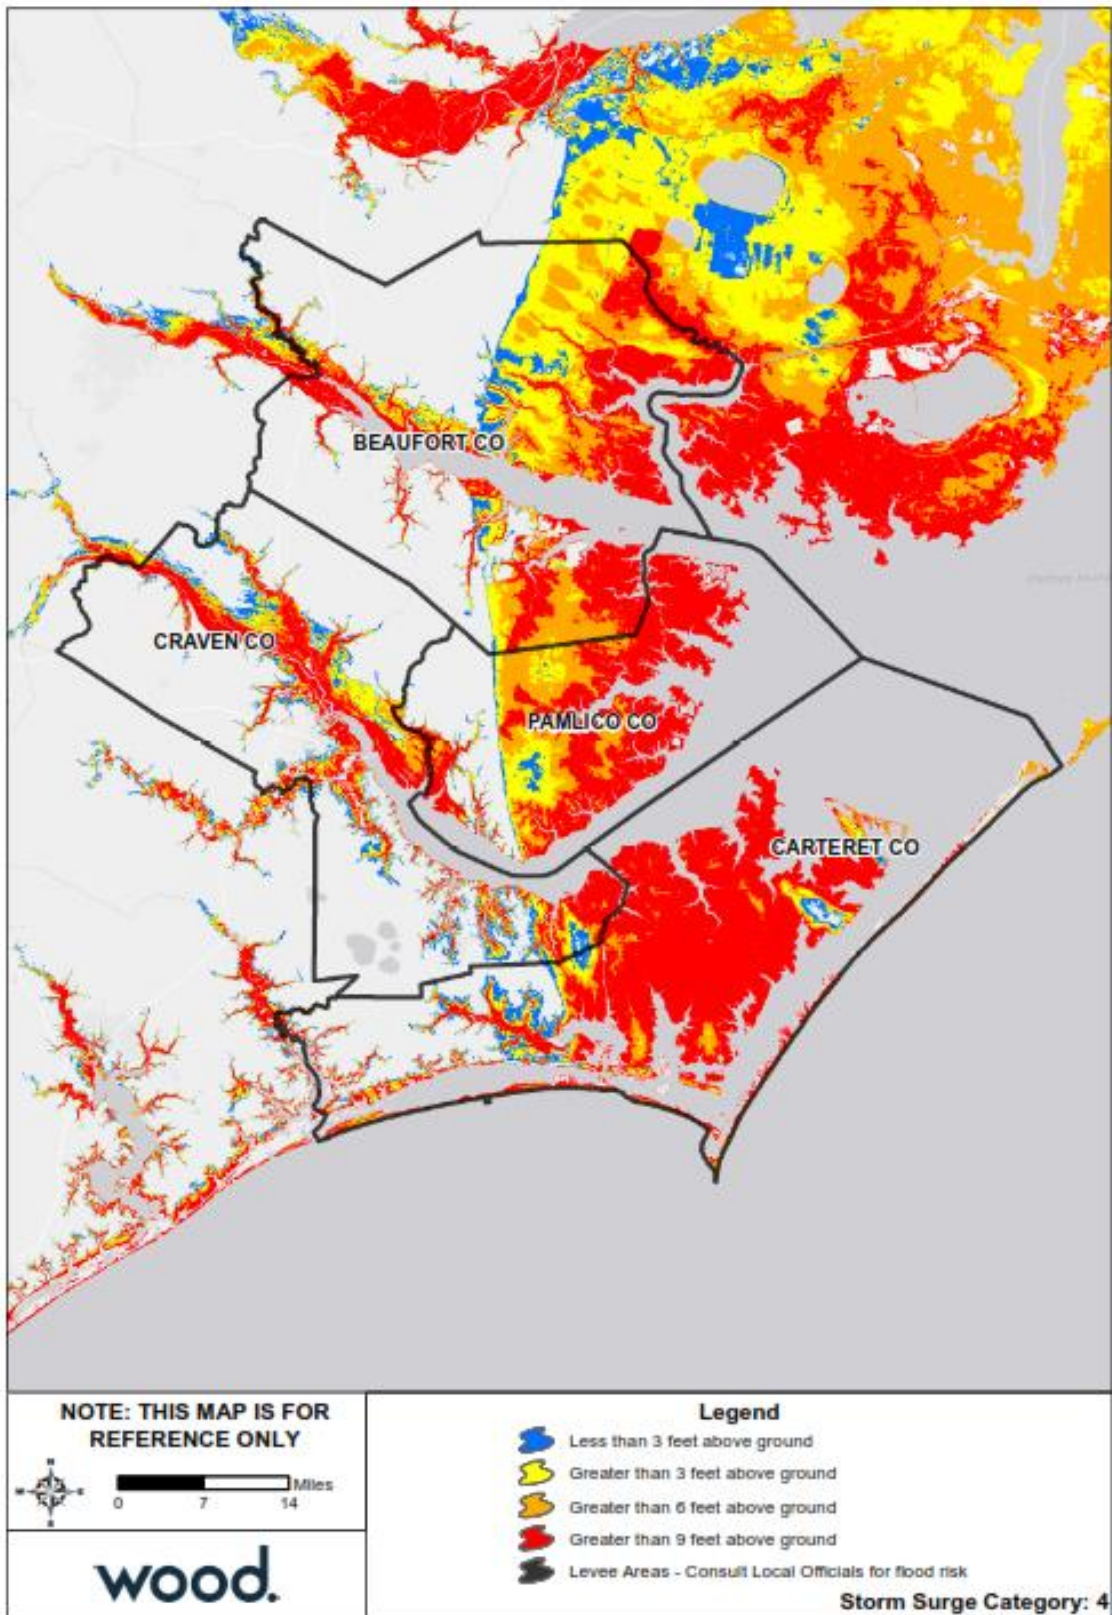 BEAUFORT CO
CRAVEN CO
PAMLICO CO
CARTERET CO
NOTE: THIS MAP IS FOR
REFERENCE ONLY
N
W E
S
Miles
0 7 14
wood.
Legend
Less than 3 feet above ground
Greater than 3 feet above ground
Greater than 6 feet above ground
Greater than 9 feet above ground
Levee Areas - Consult Local Officials for flood risk
Storm Surge Category: 4